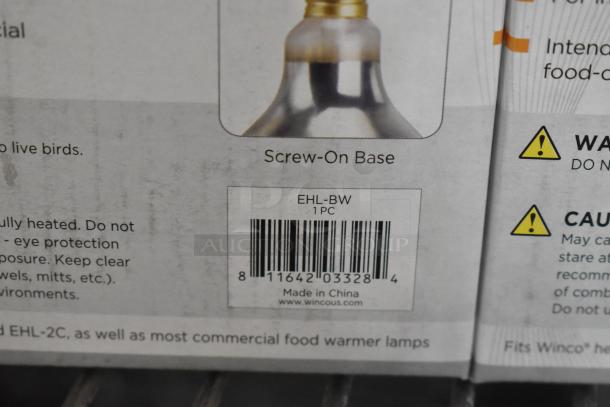 Screw-On Base
o live birds.
EHL-BW
1 PC
ully heated. Do not
- eye protection
posure. Keep clear
wels, mitts, etc.).
vironments.
8 11642 03328 4
Made in China
www.wincous.com
d EHL-2C, as well as most commercial food warmer lamps
cial
Intend
food-c
WA
DO N
CAU
May ca
stare at
recomm
of comb
Do not u
Fits Winco® he
AUCTION GROUP